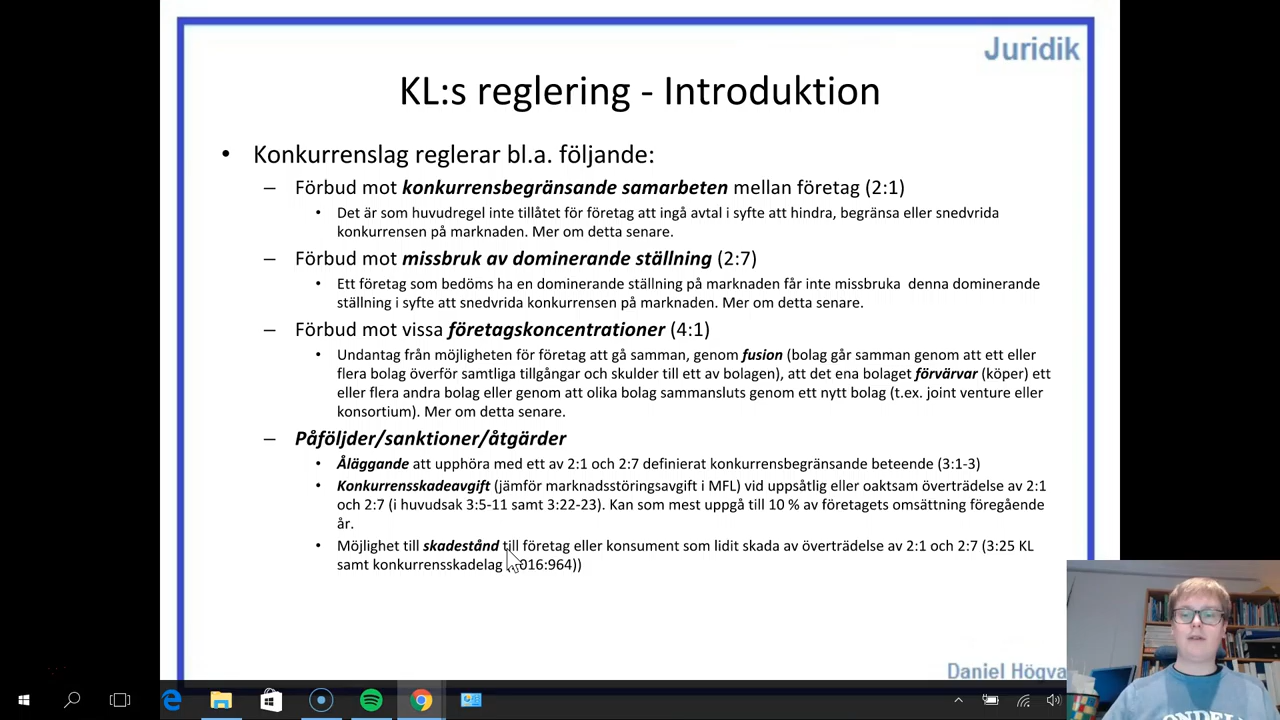 Juridik
KL:s reglering - Introduktion
• Konkurrenslag reglerar bl.a. följande:
– Förbud mot konkurrensbegränsande samarbeten mellan företag (2:1)
• Det är som huvudregel inte tillåtet för företag att ingå avtal i syfte att hindra, begränsa eller snedvrida
konkurrensen på marknaden. Mer om detta senare.
– Förbud mot missbruk av dominerande ställning (2:7)
• Ett företag som bedöms ha en dominerande ställning på marknaden får inte missbruka denna dominerande
ställning i syfte att snedvrida konkurrensen på marknaden. Mer om detta senare.
– Förbud mot vissa företagskoncentrationer (4:1)
• Undantag från möjligheten för företag att gå samman, genom fusion (bolag går samman genom att ett eller
flera bolag överför samtliga tillgångar och skulder till ett av bolagen), att det ena bolaget förvärvar (köper) ett
eller flera andra bolag eller genom att olika bolag sammansluts genom ett nytt bolag (t.ex. joint venture eller
konsortium). Mer om detta senare.
– Påföljder/sanktioner/åtgärder
• Åläggande att upphöra med ett av 2:1 och 2:7 definierat konkurrensbegränsande beteende (3:1-3)
• Konkurrensskadeavgift (jämför marknadsstöringsavgift i MFL) vid uppsåtlig eller oaktsam överträdelse av 2:1
och 2:7 (i huvudsak 3:5-11 samt 3:22-23). Kan som mest uppgå till 10 % av företagets omsättning föregående
år.
• Möjlighet till skadestånd till företag eller konsument som lidit skada av överträdelse av 2:1 och 2:7 (3:25 KL
samt konkurrensskadelag 016:964))
Daniel Högva